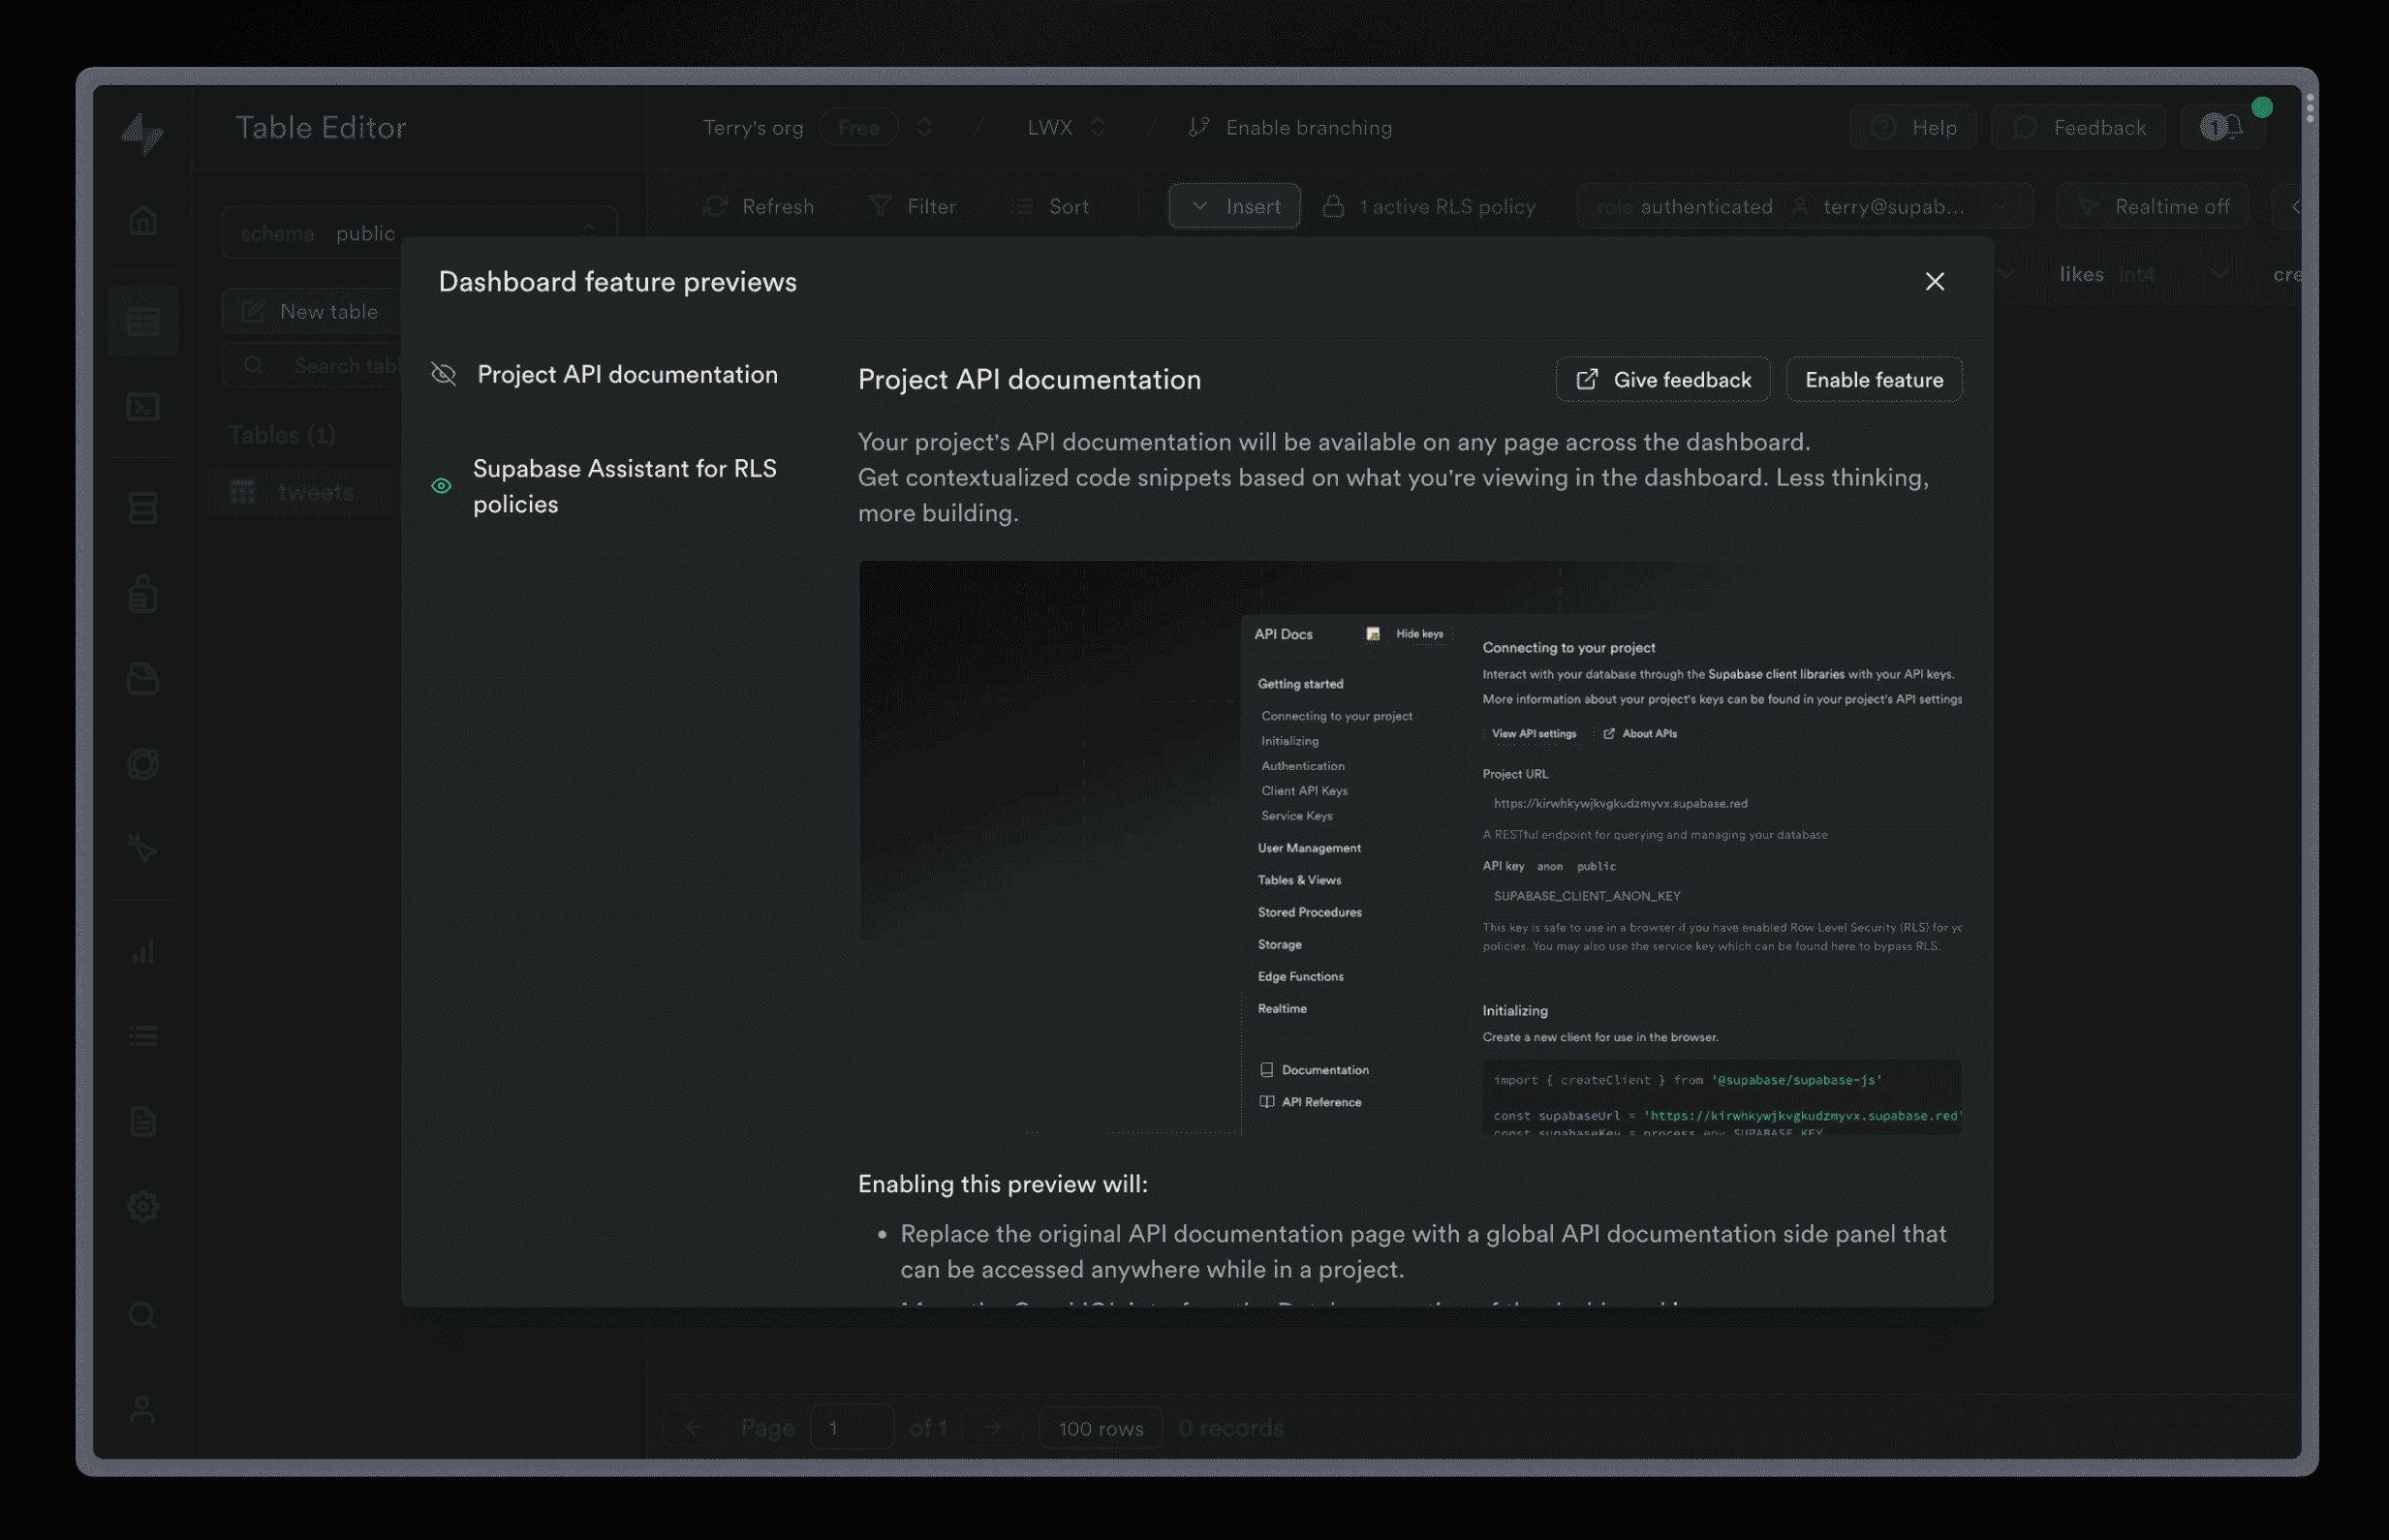 Table Editor
Terry's org Free / LWX / Enable branching
Help Feedback 1
schema public
New table
Search tabl
Tables (1)
tweets
Refresh Filter Sort Insert 1 active RLS policy role authenticated terry@supab... Realtime off
likes int4 cre
Dashboard feature previews
Project API documentation
Supabase Assistant for RLS
policies
Project API documentation
Give feedback Enable feature
Your project's API documentation will be available on any page across the dashboard.
Get contextualized code snippets based on what you're viewing in the dashboard. Less thinking,
more building.
API Docs Hide keys
Getting started
Connecting to your project
Initializing
Authentication
Client API Keys
Service Keys
User Management
Tables & Views
Stored Procedures
Storage
Edge Functions
Realtime
Documentation
API Reference
Connecting to your project
Interact with your database through the Supabase client libraries with your API keys.
More information about your project's keys can be found in your project's API settings
View API settings About APIs
Project URL
https://kirwhkywjkvgkudzmyvx.supabase.red
A RESTful endpoint for querying and managing your database
API key anon public
SUPABASE_CLIENT_ANON_KEY
This key is safe to use in a browser if you have enabled Row Level Security (RLS) for yo
policies. You may also use the service key which can be found here to bypass RLS.
Initializing
Create a new client for use in the browser.
import { createClient } from '@supabase/supabase-js'
const supabaseUrl = 'https://kirwhkywjkvgkudzmyvx.supabase.red'
const supabaseKey = process.env.SUPABASE_KEY
Enabling this preview will:
• Replace the original API documentation page with a global API documentation side panel that
can be accessed anywhere while in a project.
Page 1 of 1 100 rows 0 records